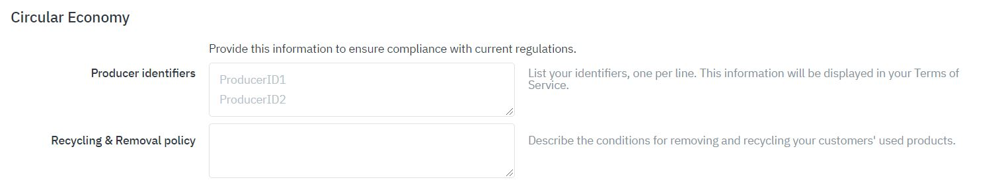 Circular Economy
Provide this information to ensure compliance with current regulations.
Producer identifiers
ProducerID1
ProducerID2
List your identifiers, one per line. This information will be displayed in your Terms of
Service.
Recycling & Removal policy
Describe the conditions for removing and recycling your customers' used products.